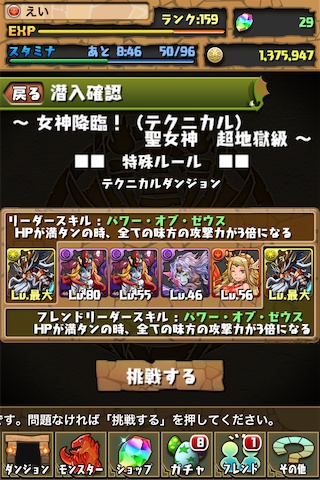 えい
ランク:159
29
EXP
スタミナ
あと 8:46
50/96
1,375,947
戻る 潜入確認
～ 女神降臨！（テクニカル）
聖女神 超地獄級 ～
■■ 特殊ルール ■■
テクニカルダンジョン
リーダースキル：パワー・オブ・ゼウス
HPが満タンの時、全ての味方の攻撃力が3倍になる
Lv.最大 Lv.80 Lv.55 Lv.46 Lv.56 Lv.最大
フレンドリーダースキル：パワー・オブ・ゼウス
HPが満タンの時、全ての味方の攻撃力が3倍になる
挑戦する
です。問題なければ「挑戦する」を押してください。
8 2
ダンジョン モンスター ショップ ガチャ フレンド その他